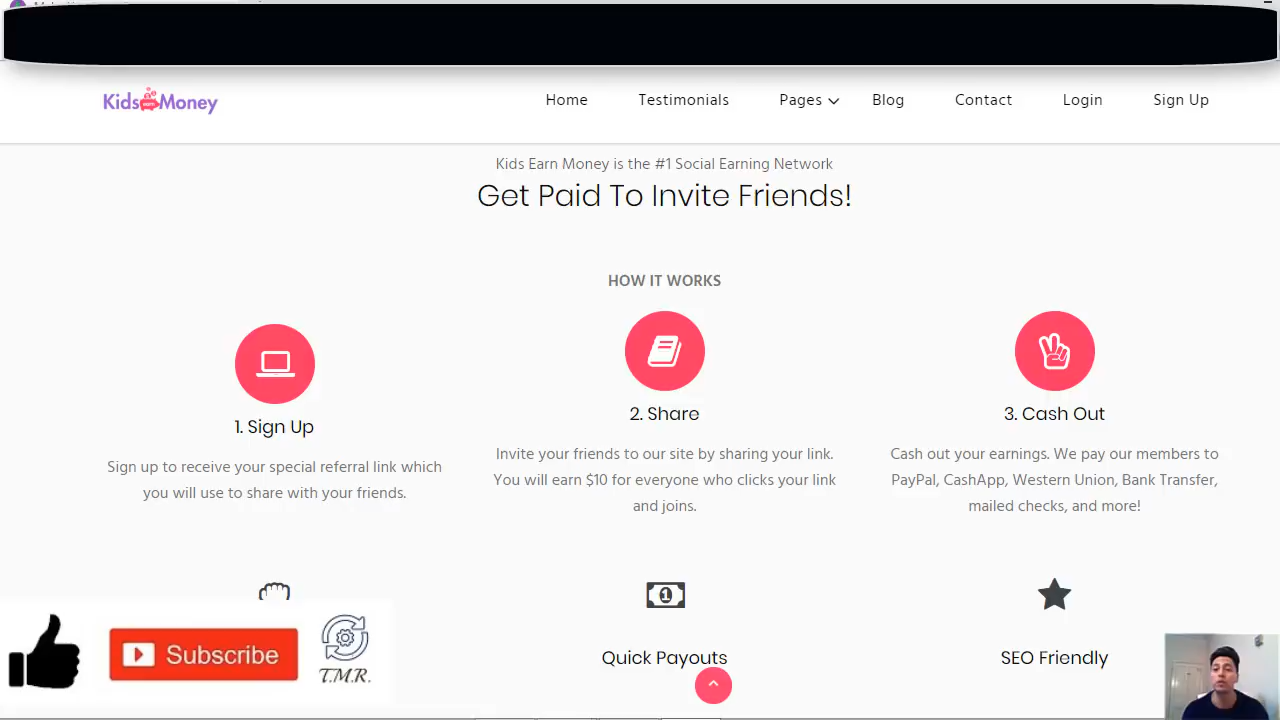 Kids Money
Home
Testimonials
Pages
Blog
Contact
Login
Sign Up
Kids Earn Money is the #1 Social Earning Network
Get Paid To Invite Friends!
HOW IT WORKS
1. Sign Up
Sign up to receive your special referral link which
you will use to share with your friends.
2. Share
Invite your friends to our site by sharing your link.
You will earn $10 for everyone who clicks your link
and joins.
3. Cash Out
Cash out your earnings. We pay our members to
PayPal, CashApp, Western Union, Bank Transfer,
mailed checks, and more!
1
Quick Payouts
SEO Friendly
Subscribe
T.M.R.